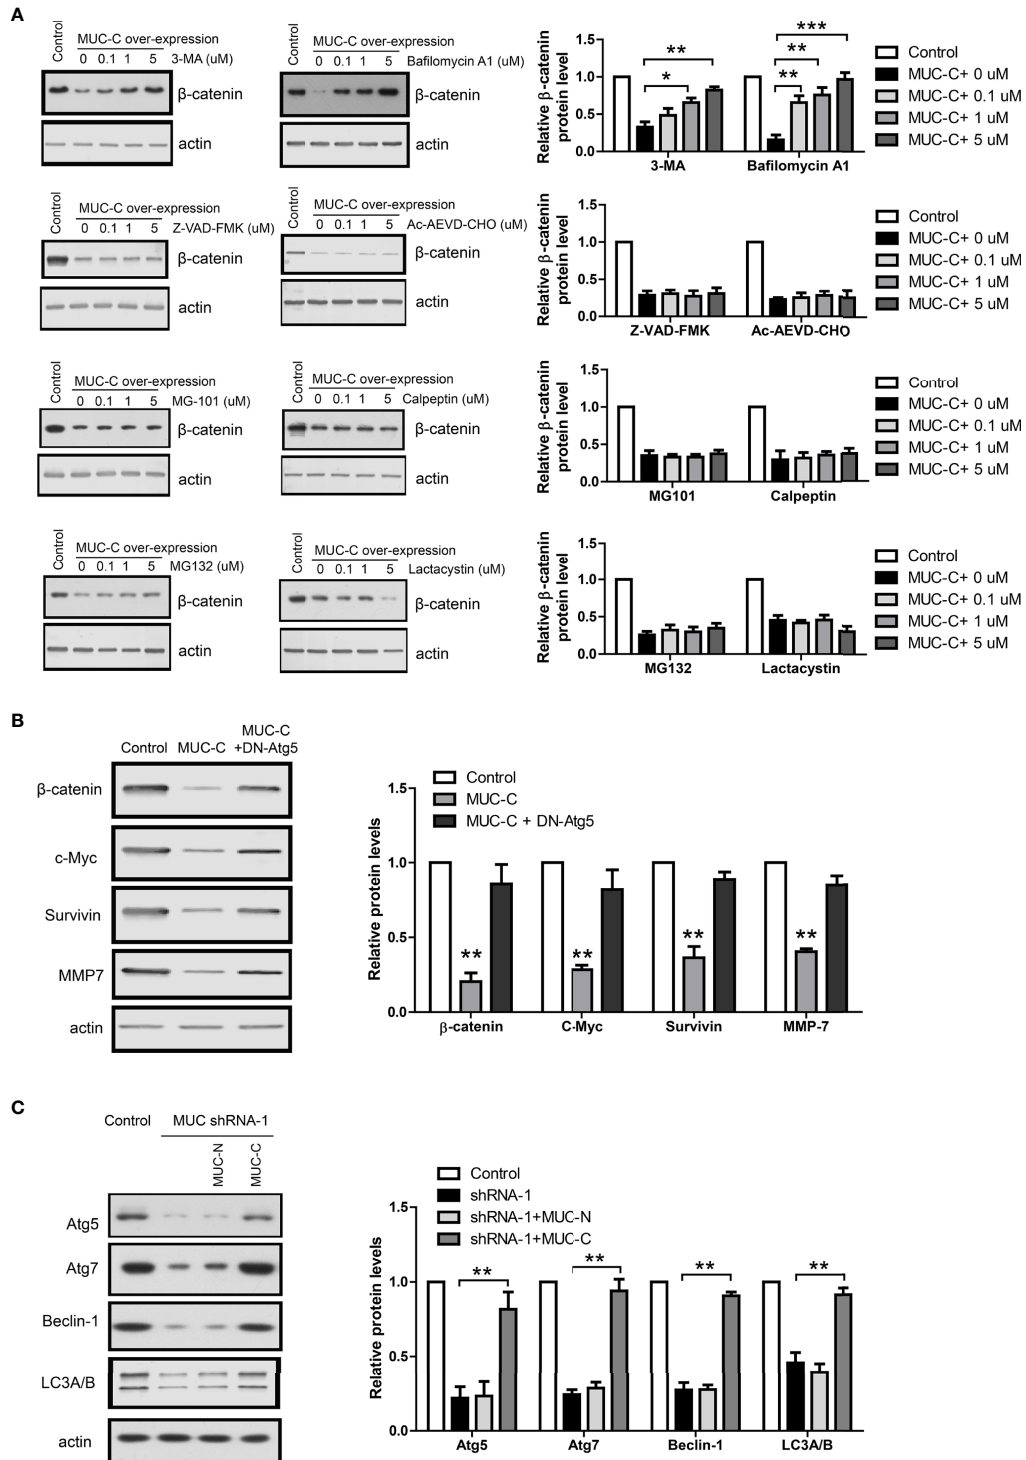 A
Control
MUC-C over-expression
0 0.1 1 5 3-MA (uM)
β-catenin
actin
Control
MUC-C over-expression
0 0.1 1 5 Bafilomycin A1 (uM)
β-catenin
actin
Relative β-catenin
protein level
1.5
1.0
0.5
0.0
** * *** ** **
3-MA Bafilomycin A1
Control
MUC-C+ 0 uM
MUC-C+ 0.1 uM
MUC-C+ 1 uM
MUC-C+ 5 uM
Control
MUC-C over-expression
0 0.1 1 5 Z-VAD-FMK (uM)
β-catenin
actin
Control
MUC-C over-expression
0 0.1 1 5 Ac-AEVD-CHO (uM)
β-catenin
actin
Relative β-catenin
protein level
1.5
1.0
0.5
0.0
Z-VAD-FMK Ac-AEVD-CHO
Control
MUC-C+ 0 uM
MUC-C+ 0.1 uM
MUC-C+ 1 uM
MUC-C+ 5 uM
Control
MUC-C over-expression
0 0.1 1 5 MG-101 (uM)
β-catenin
actin
Control
MUC-C over-expression
0 0.1 1 5 Calpeptin (uM)
β-catenin
actin
Relative β-catenin
protein level
1.5
1.0
0.5
0.0
MG101 Calpeptin
Control
MUC-C+ 0 uM
MUC-C+ 0.1 uM
MUC-C+ 1 uM
MUC-C+ 5 uM
Control
MUC-C over-expression
0 0.1 1 5 MG132 (uM)
β-catenin
actin
Control
MUC-C over-expression
0 0.1 1 5 Lactacystin (uM)
β-catenin
actin
Relative β-catenin
protein level
1.5
1.0
0.5
0.0
MG132 Lactacystin
Control
MUC-C+ 0 uM
MUC-C+ 0.1 uM
MUC-C+ 1 uM
MUC-C+ 5 uM
B
Control MUC-C MUC-C
+DN-Atg5
β-catenin
c-Myc
Survivin
MMP7
actin
Relative protein levels
1.5
1.0
0.5
0.0
Control
MUC-C
MUC-C + DN-Atg5
** ** ** **
β-catenin C-Myc Survivin MMP-7
C
Control MUC shRNA-1
MUC-N
MUC-C
Atg5
Atg7
Beclin-1
LC3A/B
actin
Relative protein levels
1.5
1.0
0.5
0.0
Control
shRNA-1
shRNA-1+MUC-N
shRNA-1+MUC-C
** ** ** **
Atg5 Atg7 Beclin-1 LC3A/B